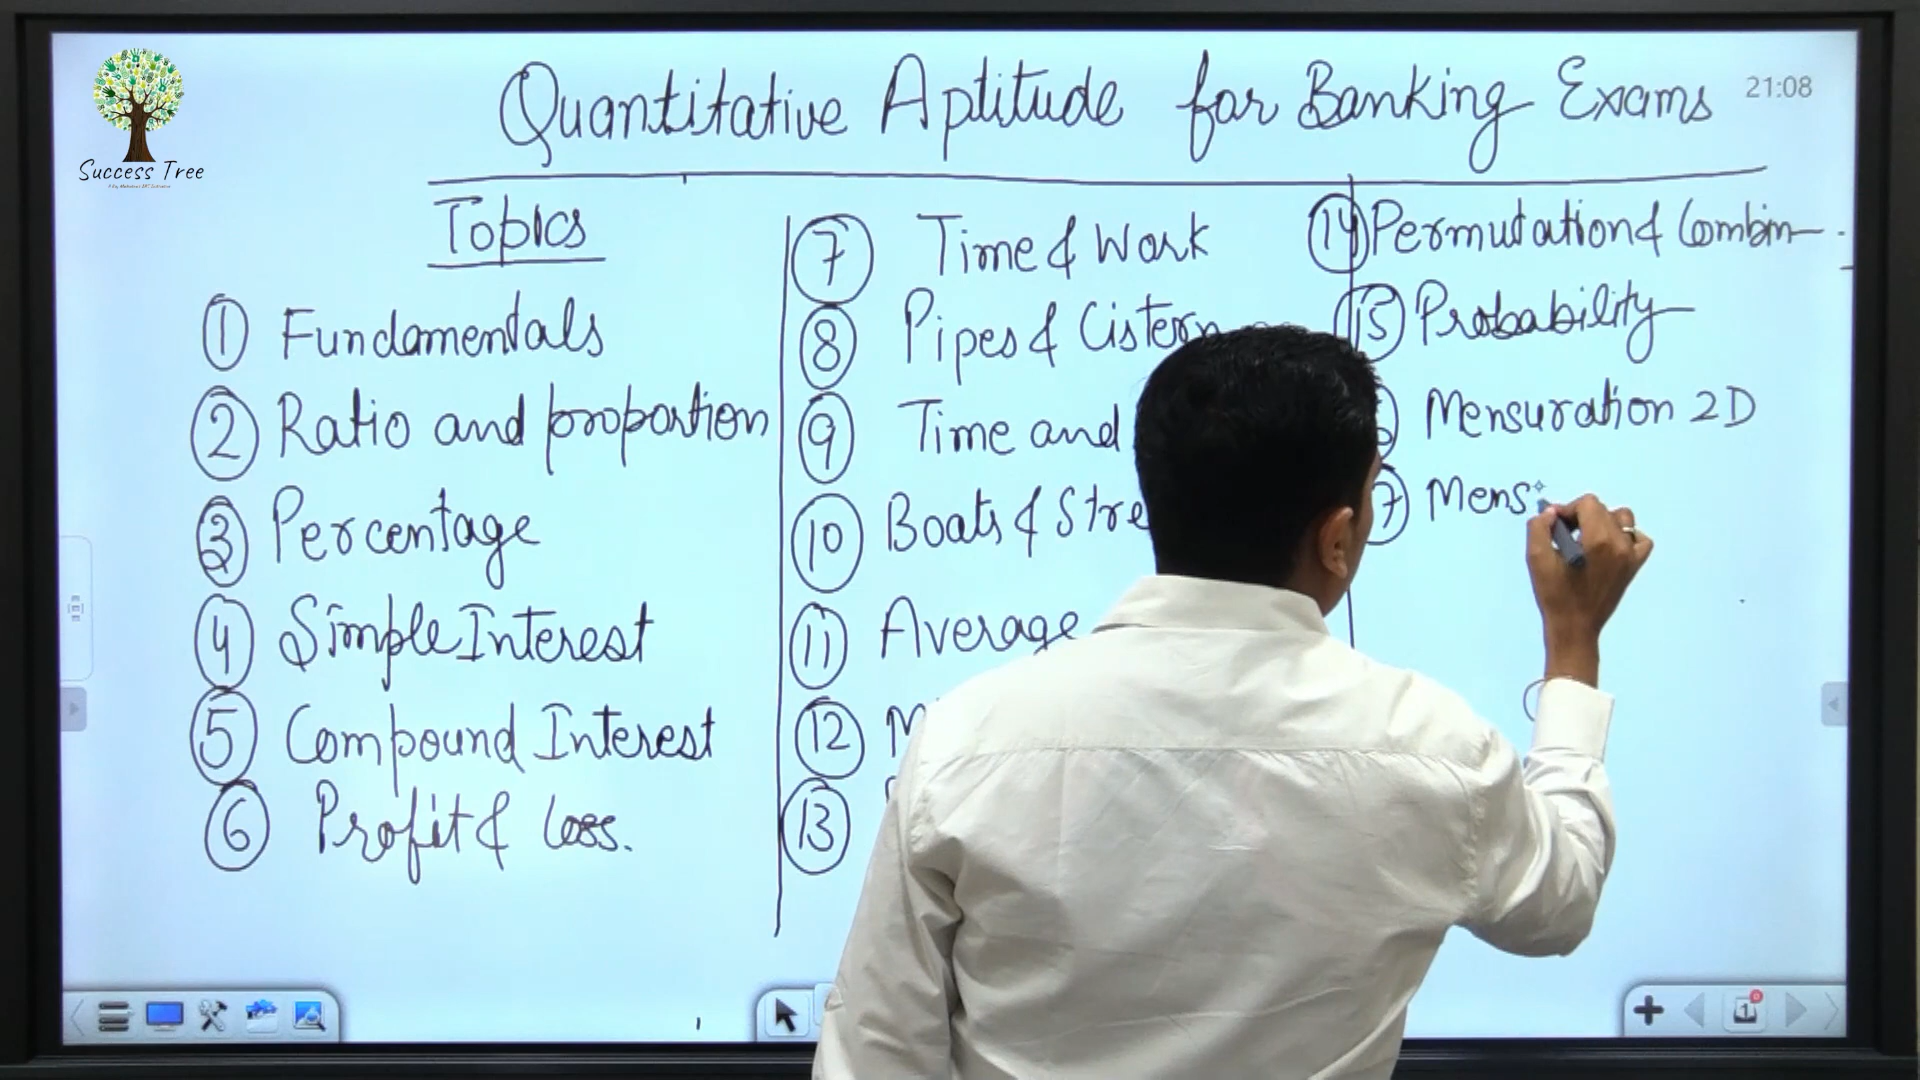 Success Tree
Quantitative Aptitude for Banking Exams
21:08
Topics
1 Fundamentals
2 Ratio and proportion
3 Percentage
4 Simple Interest
5 Compound Interest
6 Profit & loss.
7 Time & Work
8 Pipes & Cistern
9 Time and
10 Boats & Stre
11 Average
12 M
13
14 Permutation & Combin
15 Probability
Mensuration 2D
7 Mens
1